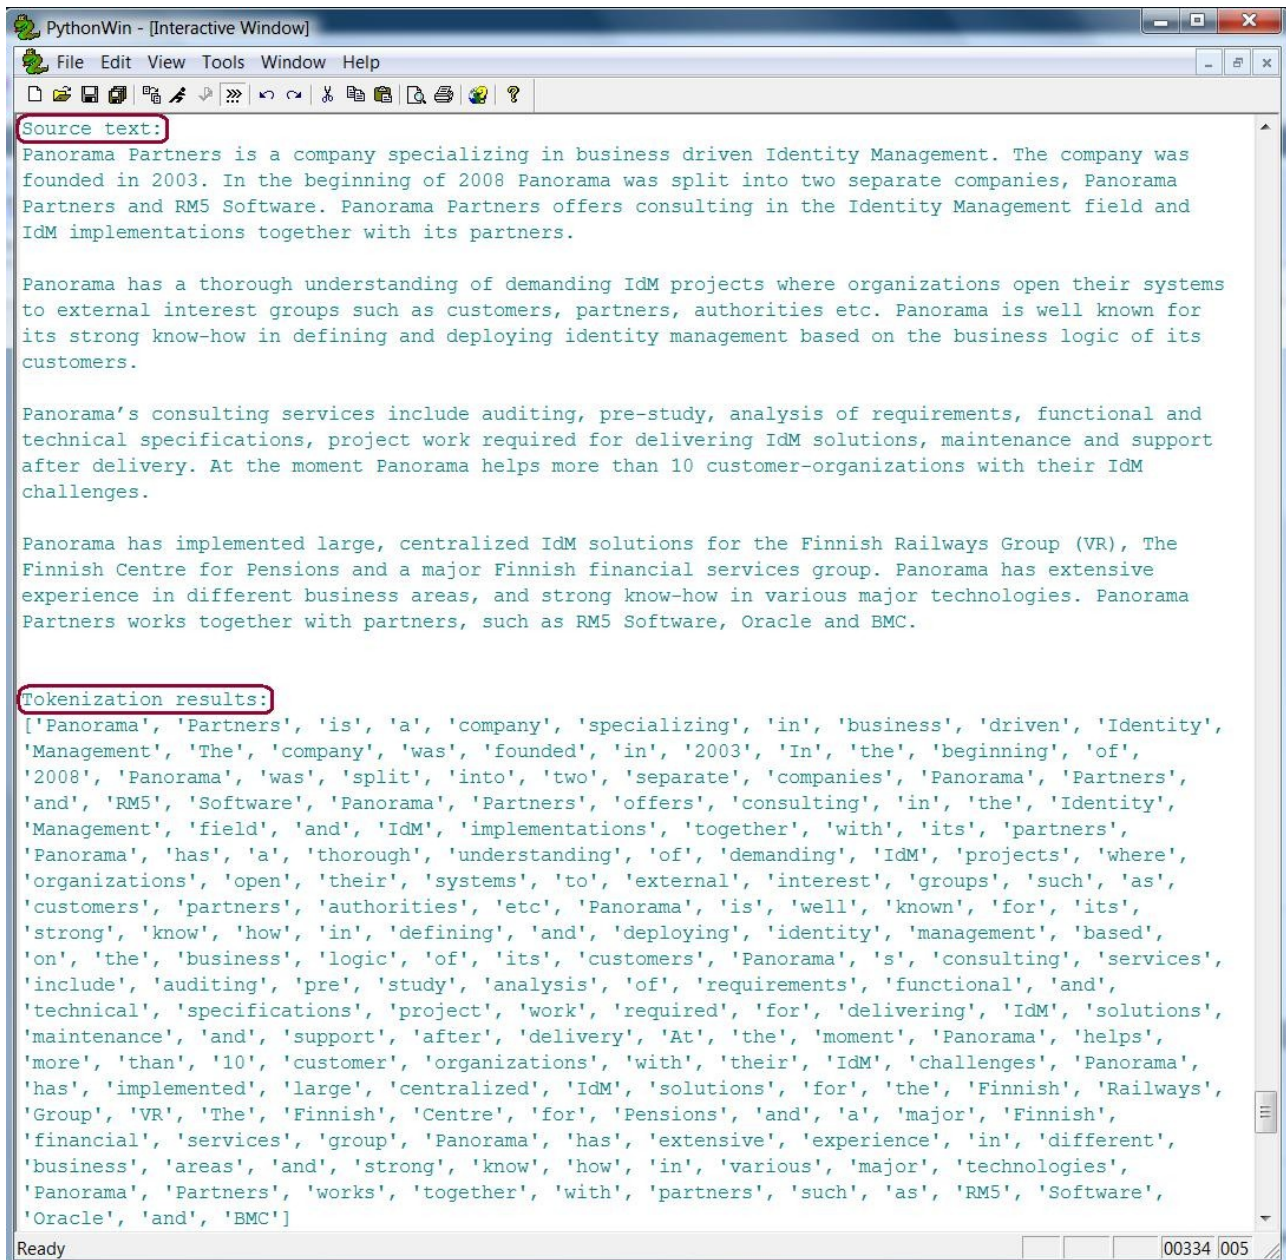 PythonWin - [Interactive Window]
File Edit View Tools Window Help
Source text:
Panorama Partners is a company specializing in business driven Identity Management. The company was
founded in 2003. In the beginning of 2008 Panorama was split into two separate companies, Panorama
Partners and RM5 Software. Panorama Partners offers consulting in the Identity Management field and
IdM implementations together with its partners.
Panorama has a thorough understanding of demanding IdM projects where organizations open their systems
to external interest groups such as customers, partners, authorities etc. Panorama is well known for
its strong know-how in defining and deploying identity management based on the business logic of its
customers.
Panorama’s consulting services include auditing, pre-study, analysis of requirements, functional and
technical specifications, project work required for delivering IdM solutions, maintenance and support
after delivery. At the moment Panorama helps more than 10 customer-organizations with their IdM
challenges.
Panorama has implemented large, centralized IdM solutions for the Finnish Railways Group (VR), The
Finnish Centre for Pensions and a major Finnish financial services group. Panorama has extensive
experience in different business areas, and strong know-how in various major technologies. Panorama
Partners works together with partners, such as RM5 Software, Oracle and BMC.
Tokenization results:
['Panorama', 'Partners', 'is', 'a', 'company', 'specializing', 'in', 'business', 'driven', 'Identity',
'Management', 'The', 'company', 'was', 'founded', 'in', '2003', 'In', 'the', 'beginning', 'of',
'2008', 'Panorama', 'was', 'split', 'into', 'two', 'separate', 'companies', 'Panorama', 'Partners',
'and', 'RM5', 'Software', 'Panorama', 'Partners', 'offers', 'consulting', 'in', 'the', 'Identity',
'Management', 'field', 'and', 'IdM', 'implementations', 'together', 'with', 'its', 'partners',
'Panorama', 'has', 'a', 'thorough', 'understanding', 'of', 'demanding', 'IdM', 'projects', 'where',
'organizations', 'open', 'their', 'systems', 'to', 'external', 'interest', 'groups', 'such', 'as',
'customers', 'partners', 'authorities', 'etc', 'Panorama', 'is', 'well', 'known', 'for', 'its',
'strong', 'know', 'how', 'in', 'defining', 'and', 'deploying', 'identity', 'management', 'based',
'on', 'the', 'business', 'logic', 'of', 'its', 'customers', 'Panorama', 's', 'consulting', 'services',
'include', 'auditing', 'pre', 'study', 'analysis', 'of', 'requirements', 'functional', 'and',
'technical', 'specifications', 'project', 'work', 'required', 'for', 'delivering', 'IdM', 'solutions',
'maintenance', 'and', 'support', 'after', 'delivery', 'At', 'the', 'moment', 'Panorama', 'helps',
'more', 'than', '10', 'customer', 'organizations', 'with', 'their', 'IdM', 'challenges', 'Panorama',
'has', 'implemented', 'large', 'centralized', 'IdM', 'solutions', 'for', 'the', 'Finnish', 'Railways',
'Group', 'VR', 'The', 'Finnish', 'Centre', 'for', 'Pensions', 'and', 'a', 'major', 'Finnish',
'financial', 'services', 'group', 'Panorama', 'has', 'extensive', 'experience', 'in', 'different',
'business', 'areas', 'and', 'strong', 'know', 'how', 'in', 'various', 'major', 'technologies',
'Panorama', 'Partners', 'works', 'together', 'with', 'partners', 'such', 'as', 'RM5', 'Software',
'Oracle', 'and', 'BMC']
Ready 00334 005